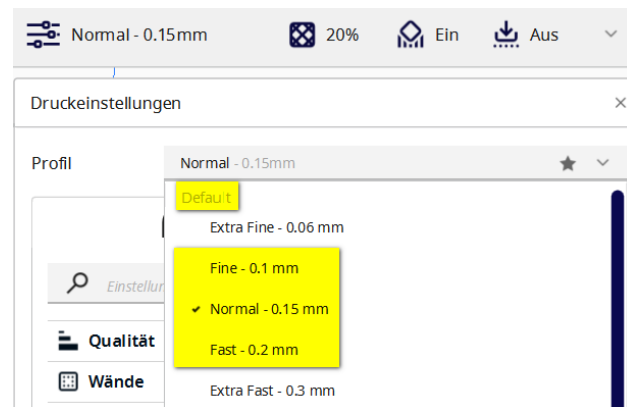 Normal - 0.15mm 20% Ein Aus
Druckeinstellungen
Profil Normal - 0.15mm
Default
Extra Fine - 0.06 mm
Fine - 0.1 mm
Einstellur
Normal - 0.15 mm
Qualität
Fast - 0.2 mm
Wände
Extra Fast - 0.3 mm